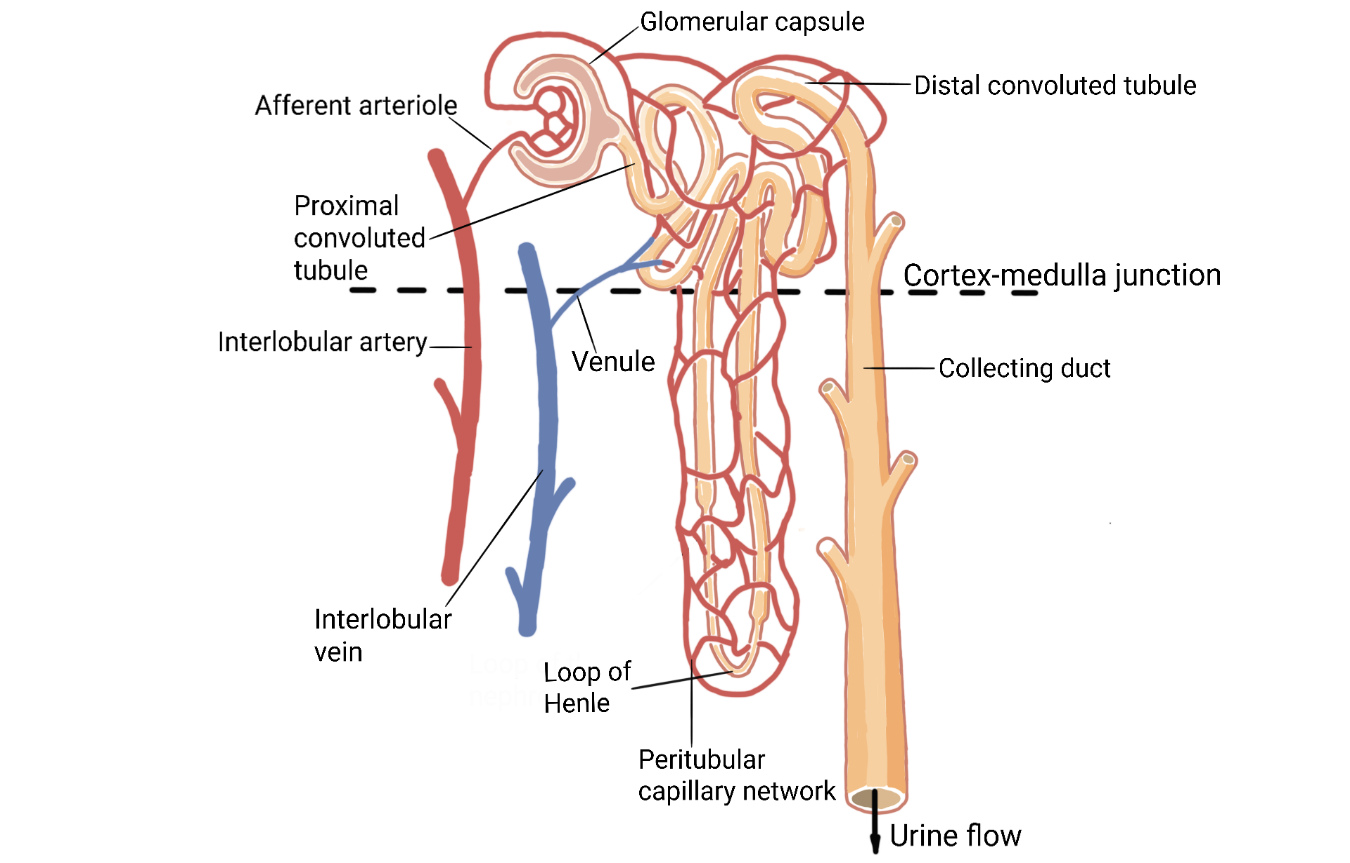 Glomerular capsule
Distal convoluted tubule
Afferent arteriole
Proximal
convoluted
tubule
Cortex-medulla junction
Interlobular artery
Venule
Collecting duct
Interlobular
vein
Loop of
Henle
Peritubular
capillary network
Urine flow